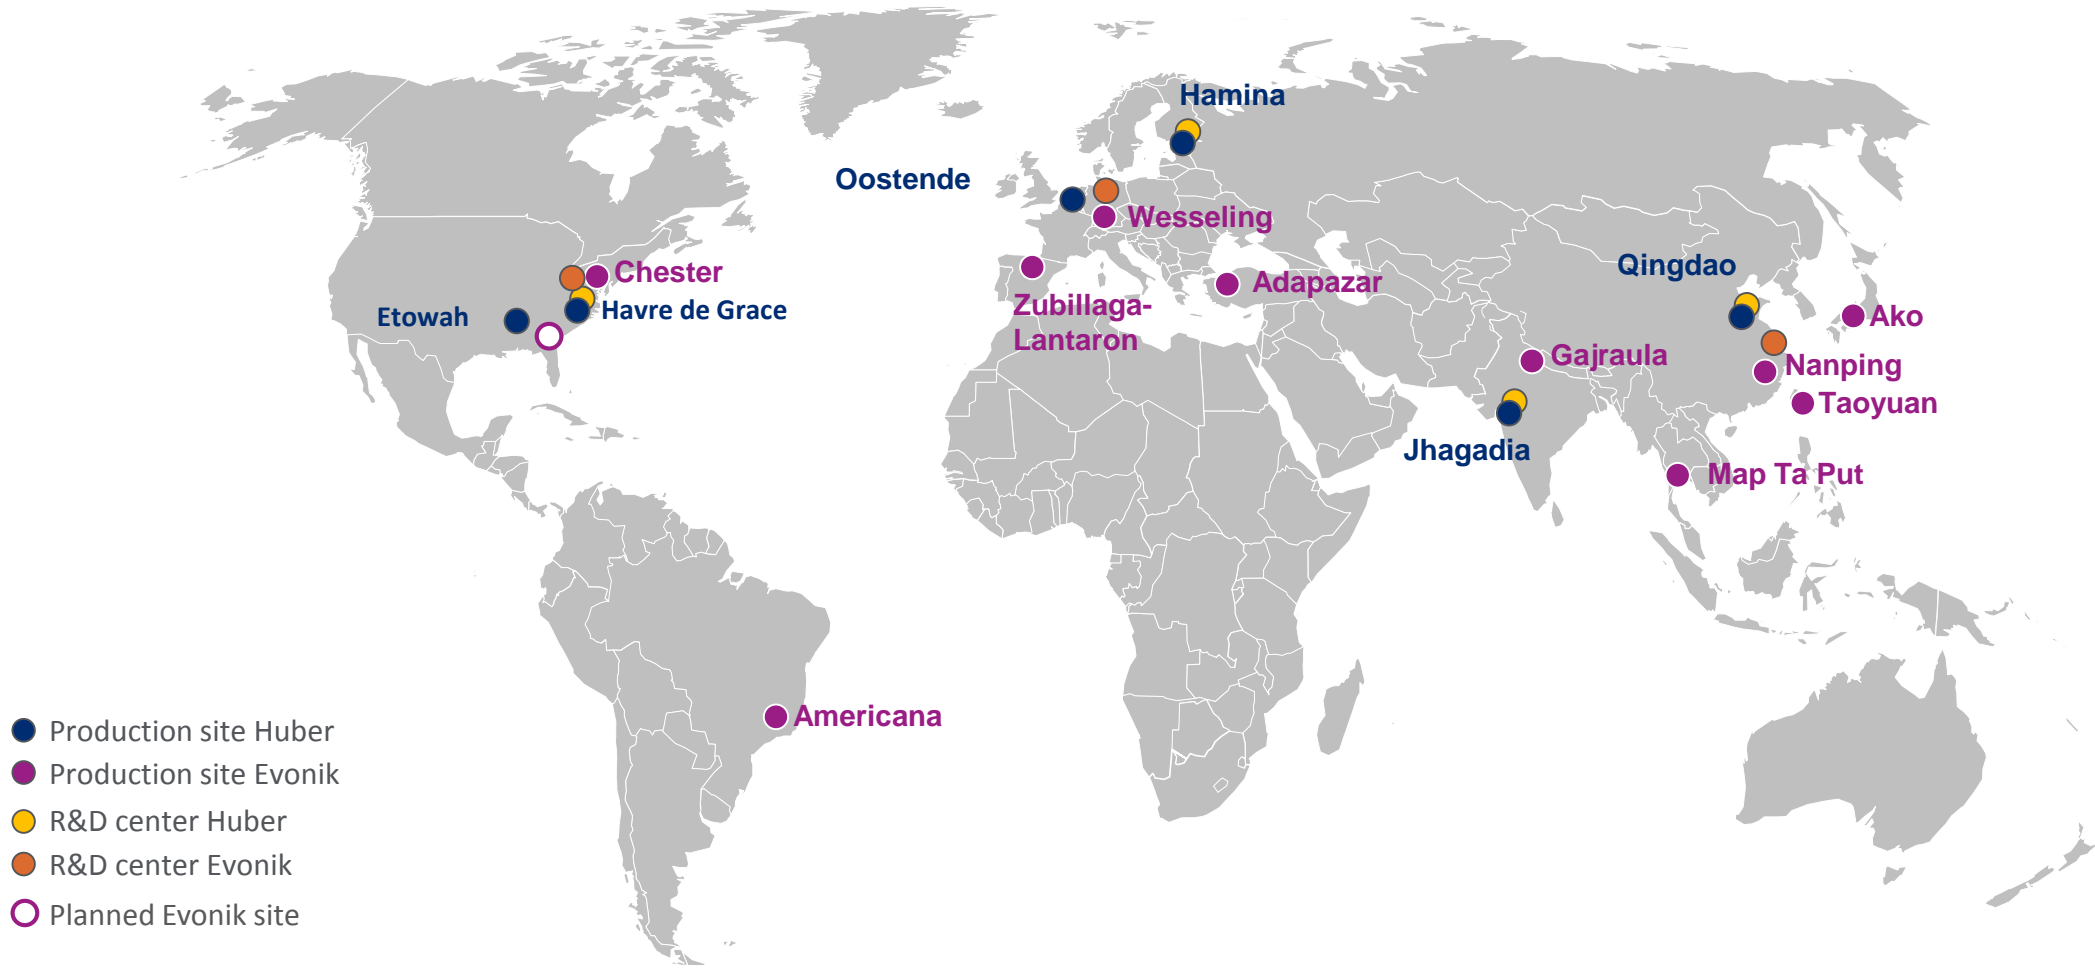 Hamina
Oostende
Wesseling
Qingdao
Chester
Adapazar
Etowah
Havre de Grace
Zubillaga-
Lantaron
Ako
Gajraula
Nanping
Taoyuan
Jhagadia
Map Ta Put
Americana
Production site Huber
Production site Evonik
R&D center Huber
R&D center Evonik
Planned Evonik site